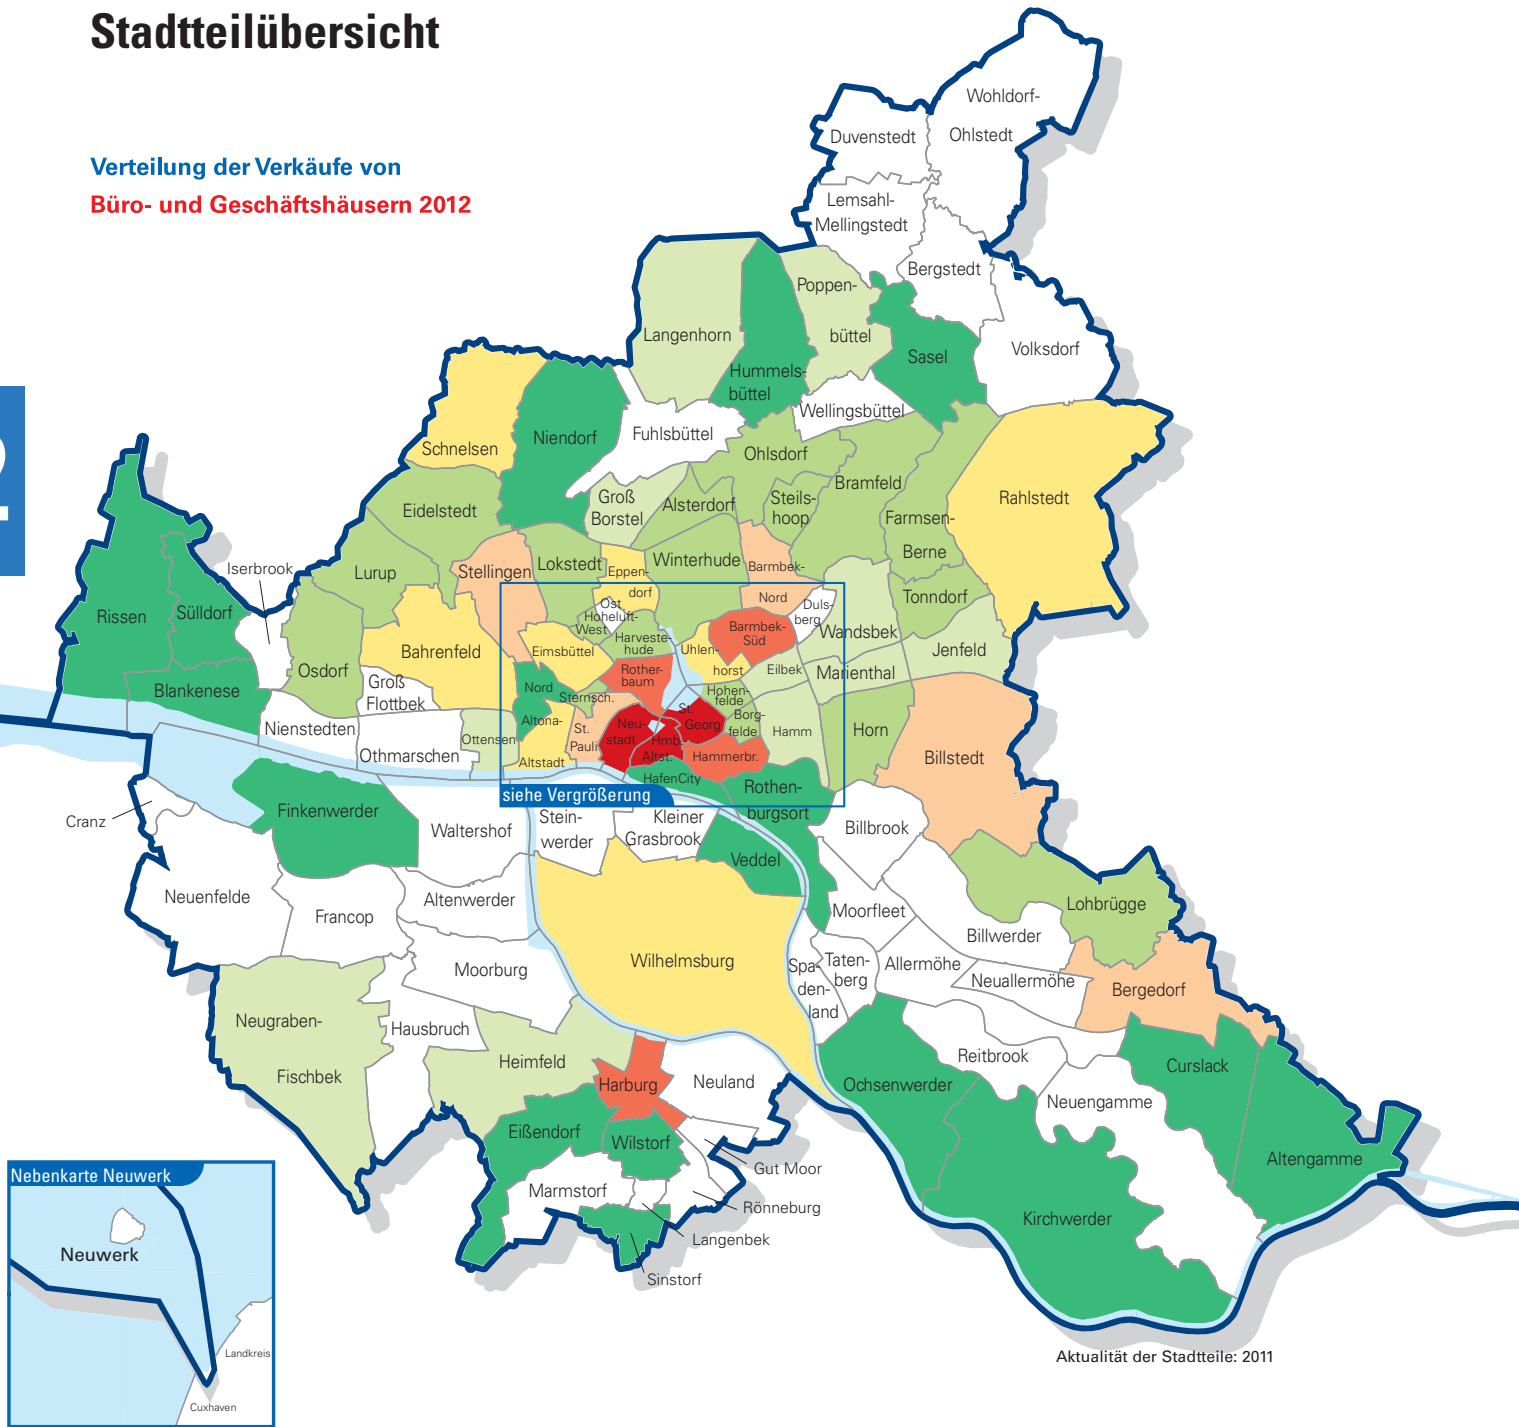 Stadtteilübersicht
Verteilung der Verkäufe von
Büro- und Geschäftshäusern 2012
Wohldorf-
Ohlstedt
Duvenstedt
Lemsahl-
Mellingstedt
Bergstedt
Poppen-
büttel
Langenhorn
Hummels-
büttel
Sasel
Volksdorf
Wellingsbüttel
Schnelsen
Niendorf
Fuhlsbüttel
Ohlsdorf
Bramfeld
Rahlstedt
Eidelstedt
Groß
Borstel
Alsterdorf
Steils-
hoop
Farmsen-
Berne
Iserbrook
Lurup
Stellingen
Lokstedt
Eppen-
dorf
Winterhude
Barmbek-
Nord
Duls-
berg
Tonndorf
Rissen
Sülldorf
Ost
Hoheluft-
West
Harveste-
hude
Barmbek-
Süd
Wandsbek
Jenfeld
Osdorf
Bahrenfeld
Eimsbüttel
Uhlen-
horst
Eilbek
Marienthal
Blankenese
Groß
Flottbek
Nord
Altona-
Altstadt
Sternsch.
Rother-
baum
Hohen-
felde
Nienstedten
Othmarschen
Ottensen
St.
Pauli
Neu-
stadt
St.
Georg
Borg-
felde
Hamm
Horn
Billstedt
Hmb.
Altst.
Hammerbr.
HafenCity
siehe Vergrößerung
Rothen-
burgsort
Cranz
Finkenwerder
Waltershof
Stein-
werder
Kleiner
Grasbrook
Veddel
Billbrook
Neuenfelde
Francop
Altenwerder
Moorfleet
Lohbrügge
Billwerder
Moorburg
Wilhelmsburg
Spa-
den-
land
Taten-
berg
Allermöhe
Neuallermöhe
Bergedorf
Neugraben-
Fischbek
Hausbruch
Heimfeld
Harburg
Neuland
Ochsenwerder
Reitbrook
Curslack
Neuengamme
Eißendorf
Wilstorf
Gut Moor
Altengamme
Marmstorf
Rönneburg
Langenbek
Sinstorf
Kirchwerder
Nebenkarte Neuwerk
Neuwerk
Landkreis
Cuxhaven
Aktualität der Stadtteile: 2011